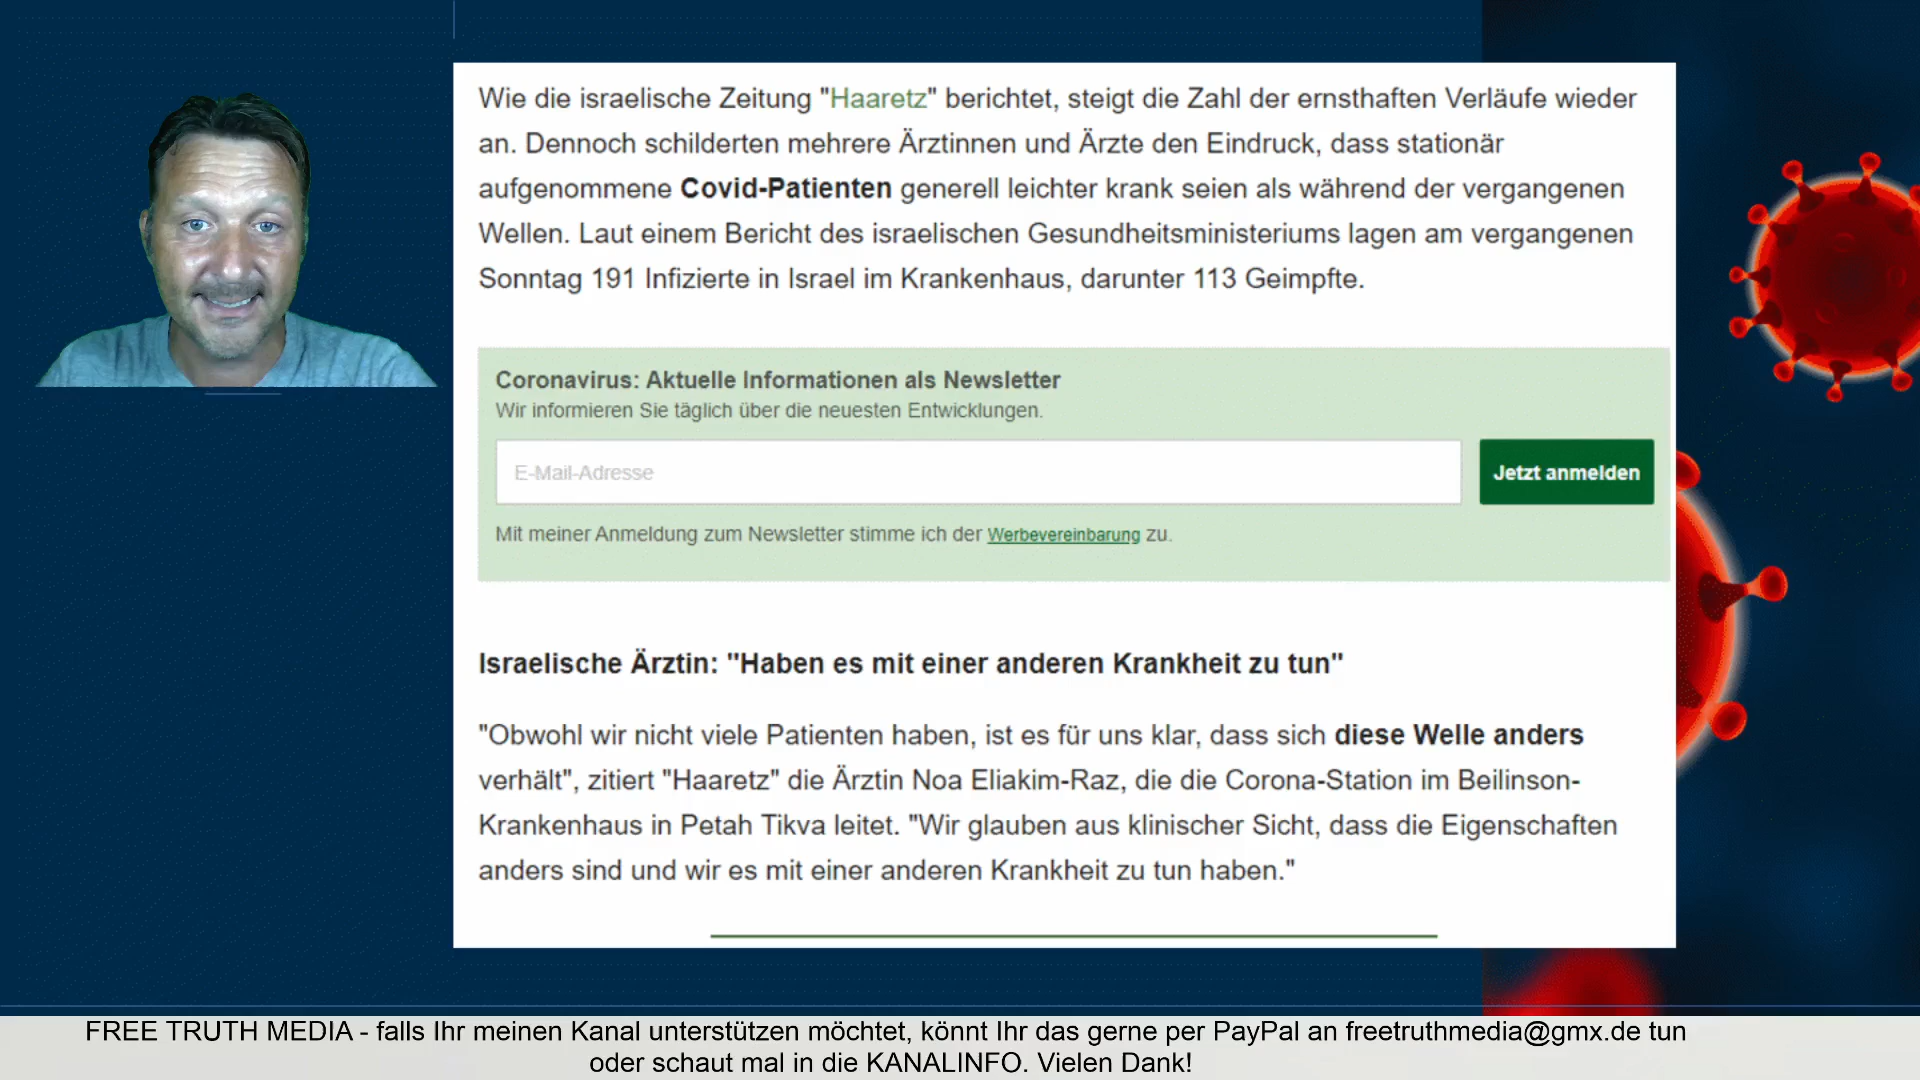 Wie die israelische Zeitung "Haaretz" berichtet, steigt die Zahl der ernsthaften Verläufe wieder
an. Dennoch schilderten mehrere Ärztinnen und Ärzte den Eindruck, dass stationär
aufgenommene Covid-Patienten generell leichter krank seien als während der vergangenen
Wellen. Laut einem Bericht des israelischen Gesundheitsministeriums lagen am vergangenen
Sonntag 191 Infizierte in Israel im Krankenhaus, darunter 113 Geimpfte.
Coronavirus: Aktuelle Informationen als Newsletter
Wir informieren Sie täglich über die neuesten Entwicklungen.
E-Mail-Adresse
Jetzt anmelden
Mit meiner Anmeldung zum Newsletter stimme ich der Werbevereinbarung zu.
Israelische Ärztin: "Haben es mit einer anderen Krankheit zu tun"
"Obwohl wir nicht viele Patienten haben, ist es für uns klar, dass sich diese Welle anders
verhält", zitiert "Haaretz" die Ärztin Noa Eliakim-Raz, die die Corona-Station im Beilinson-
Krankenhaus in Petah Tikva leitet. "Wir glauben aus klinischer Sicht, dass die Eigenschaften
anders sind und wir es mit einer anderen Krankheit zu tun haben."
FREE TRUTH MEDIA - falls Ihr meinen Kanal unterstützen möchtet, könnt Ihr das gerne per PayPal an freetruthmedia@gmx.de tun
oder schaut mal in die KANALINFO. Vielen Dank!